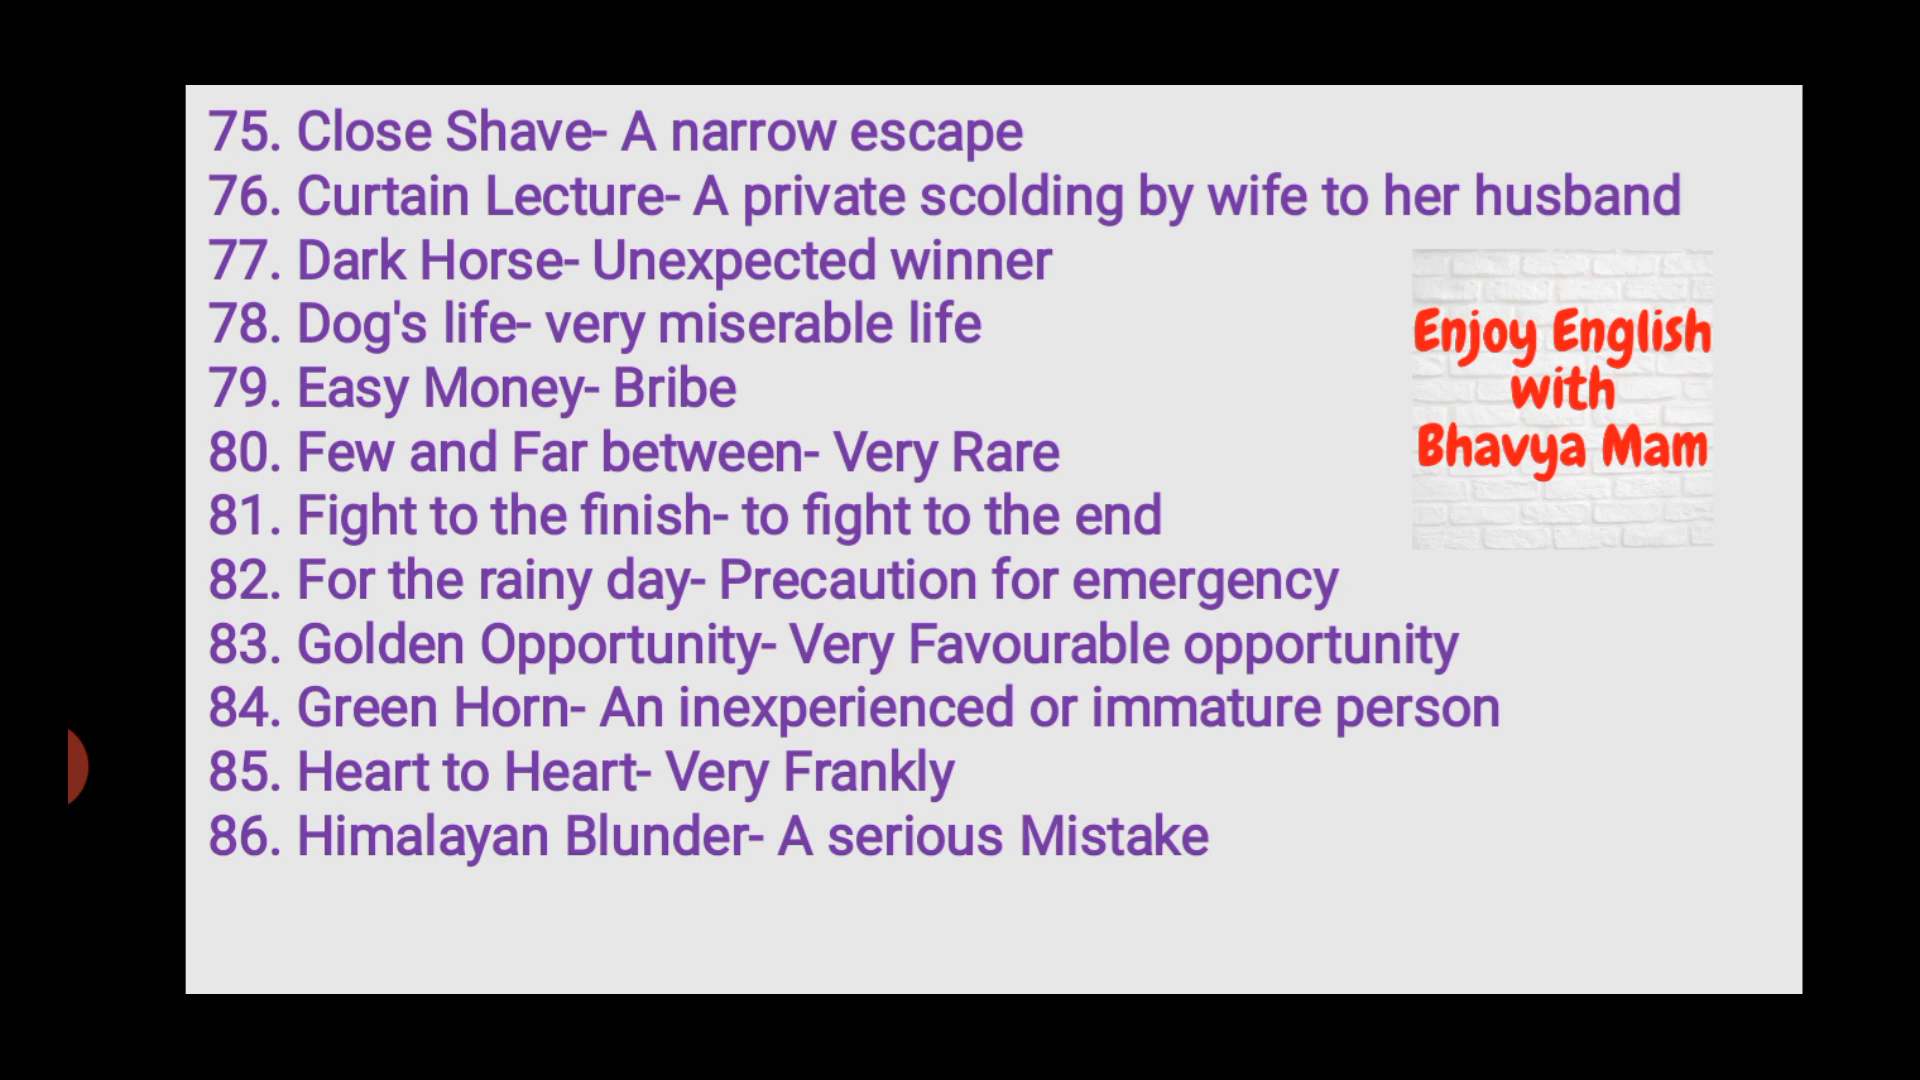 75. Close Shave- A narrow escape
76. Curtain Lecture- A private scolding by wife to her husband
77. Dark Horse- Unexpected winner
78. Dog's life- very miserable life
79. Easy Money- Bribe
80. Few and Far between- Very Rare
81. Fight to the finish- to fight to the end
82. For the rainy day- Precaution for emergency
83. Golden Opportunity- Very Favourable opportunity
84. Green Horn- An inexperienced or immature person
85. Heart to Heart- Very Frankly
86. Himalayan Blunder- A serious Mistake
Enjoy English
with
Bhavya Mam